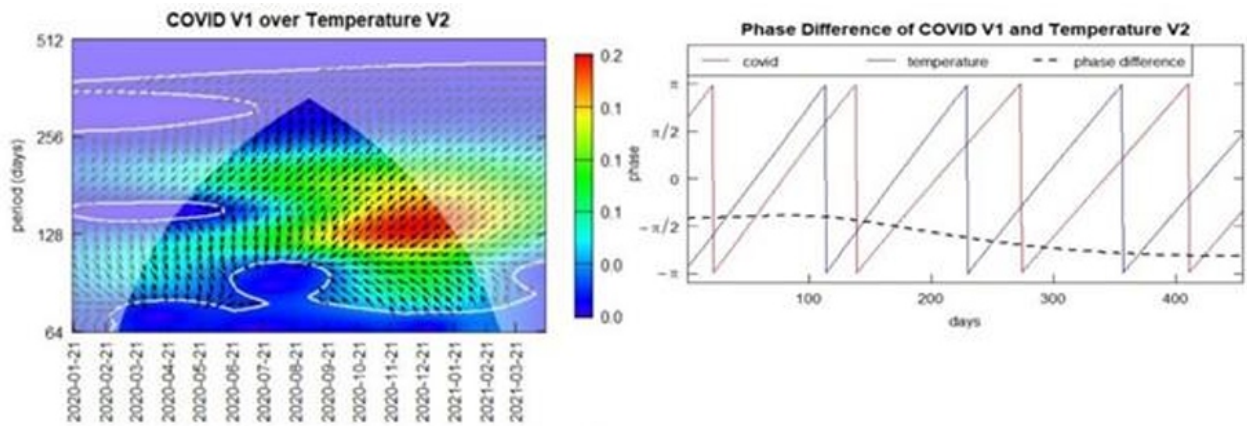 COVID V1 over Temperature V2
512
256
128
64
period (days)
2020-01-21
2020-02-21
2020-03-21
2020-04-21
2020-05-21
2020-06-21
2020-07-21
2020-08-21
2020-09-21
2020-10-21
2020-11-21
2020-12-21
2021-01-21
2021-02-21
2021-03-21
0.2
0.1
0.1
0.1
0.0
0.0
Phase Difference of COVID V1 and Temperature V2
covid temperature phase difference
π
π/2
0
-π/2
-π
phase
100 200 300 400
days